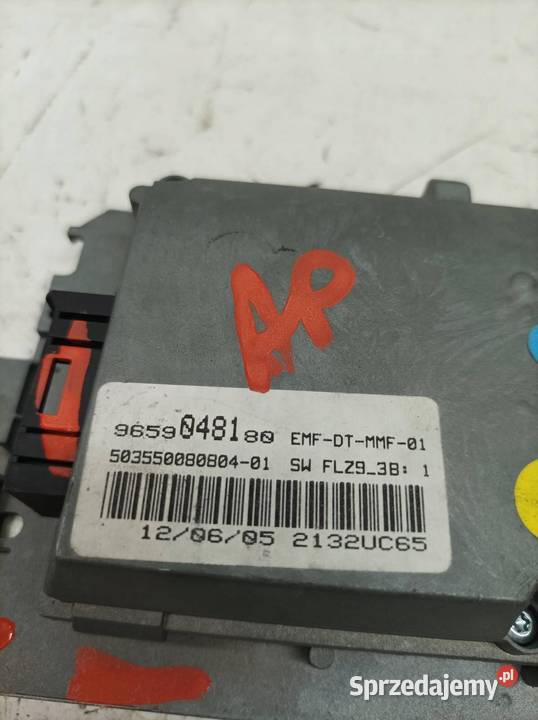 AP
9659048180 EMF-DT-MMF-01
503550080804-01 SW FLZ9_3B: 1
12/06/05 2132UC65
Sprzedajemy.pl